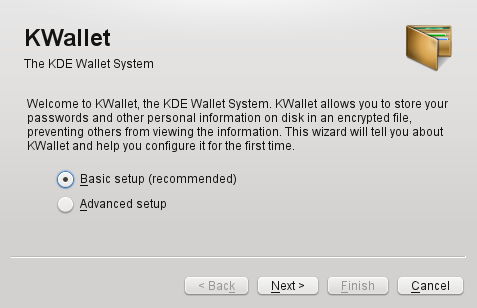 KWallet
The KDE Wallet System
Welcome to KWallet, the KDE Wallet System. KWallet allows you to store your
passwords and other personal information on disk in an encrypted file,
preventing others from viewing the information. This wizard will tell you about
KWallet and help you configure it for the first time.
Basic setup (recommended)
Advanced setup
< Back Next > Finish Cancel